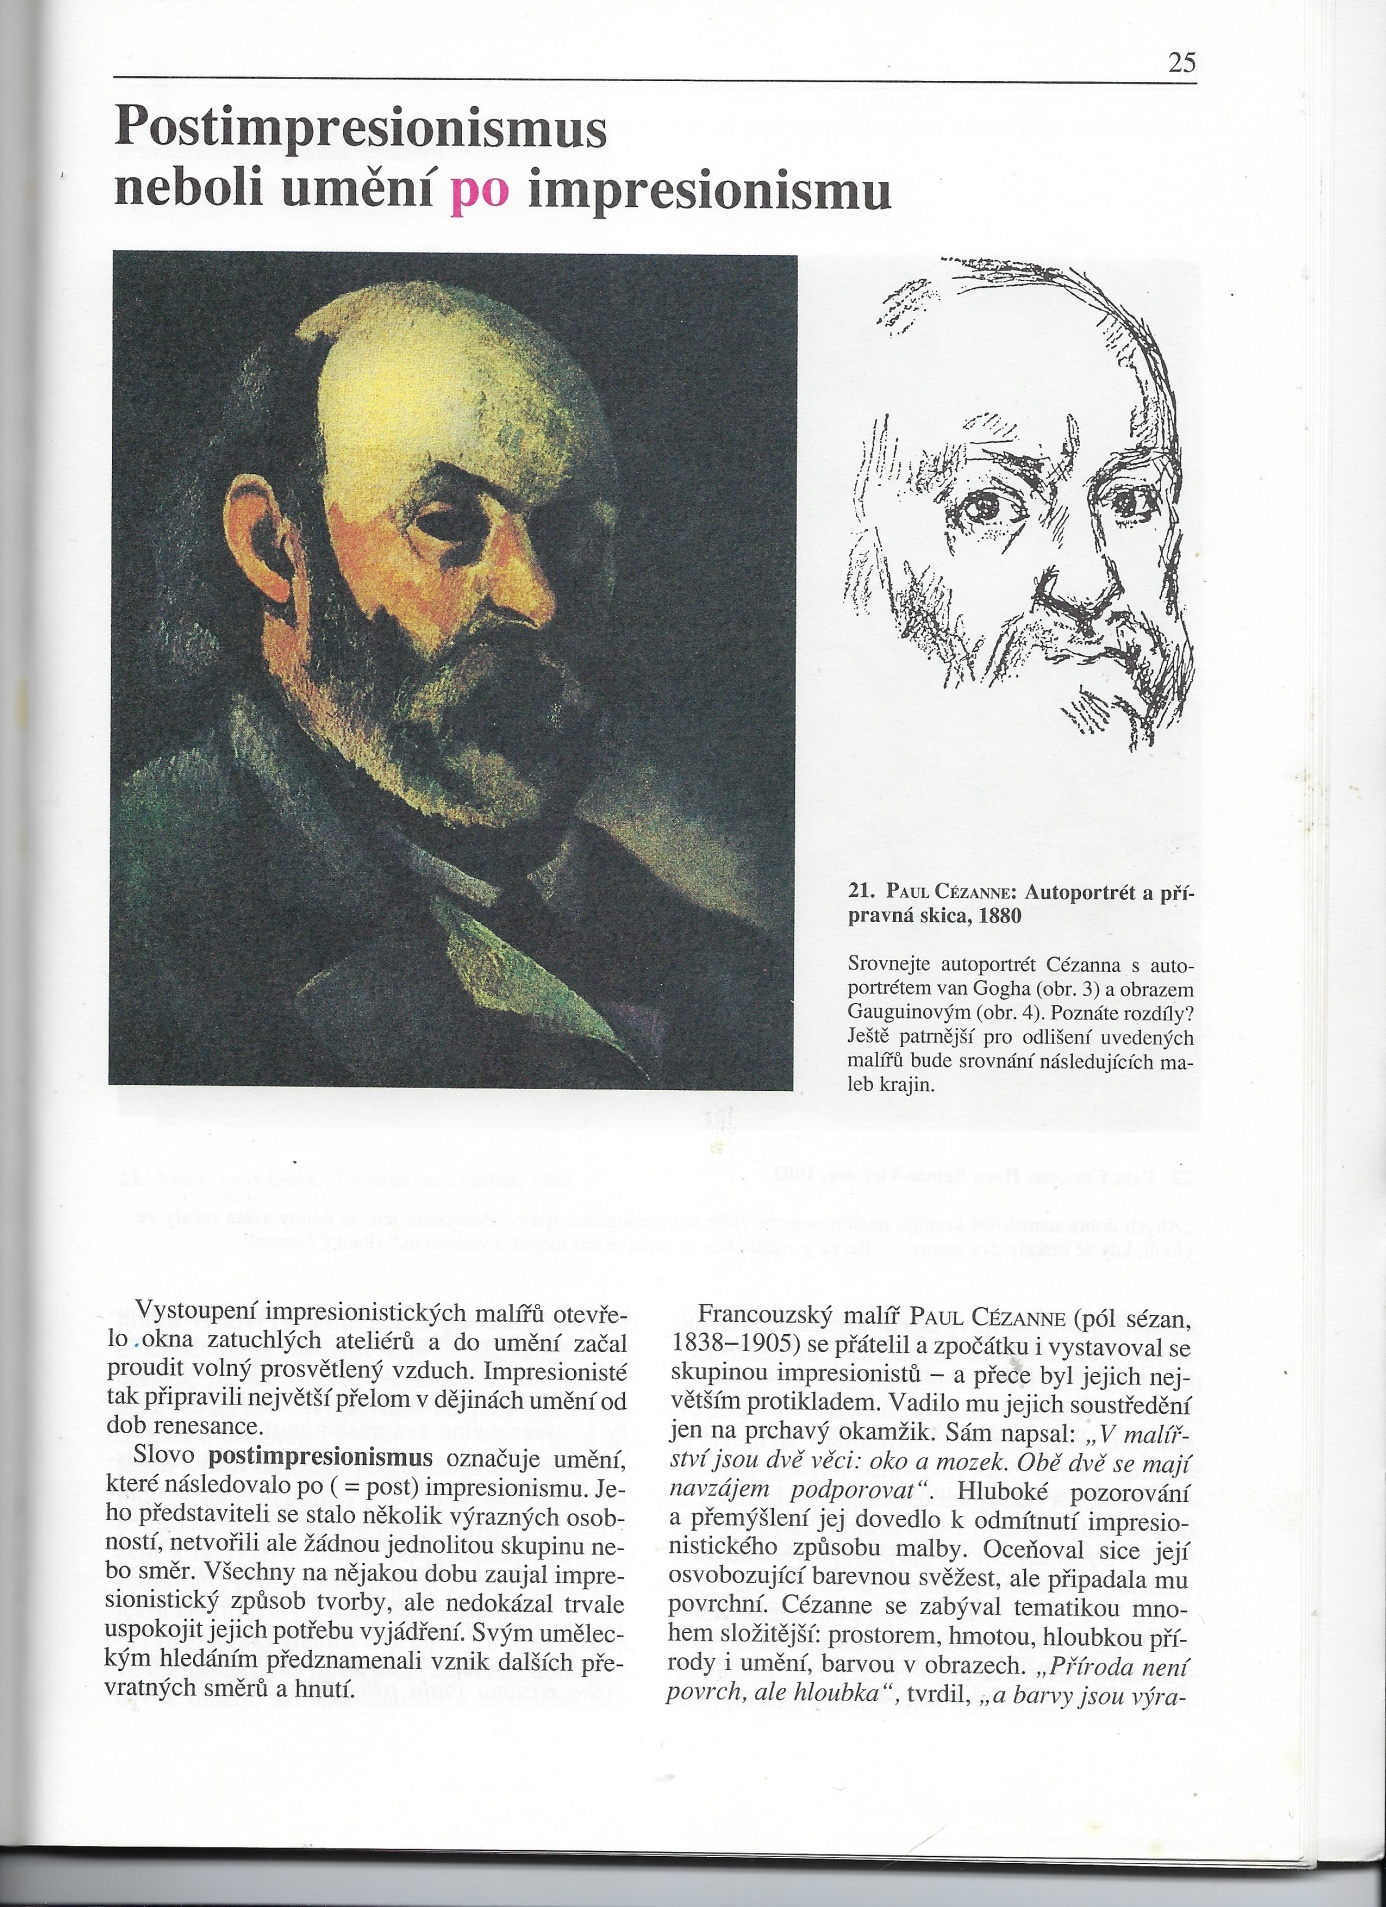 25
Postimpresionismus
neboli umění po impresionismu
21. PAUL CÉZANNE: Autoportrét a pří-
pravná skica, 1880
Srovnejte autoportrét Cézanna s auto-
portrétem van Gogha (obr. 3) a obrazem
Gauguinovým (obr. 4). Poznáte rozdíly?
Ještě patrnější pro odlišení uvedených
malířů bude srovnání následujících ma-
leb krajin.
Vystoupení impresionistických malířů otevře-
lo okna zatuchlých ateliérů a do umění začal
proudit volný prosvětlený vzduch. Impresionisté
tak připravili největší přelom v dějinách umění od
dob renesance.
Slovo postimpresionismus označuje umění,
které následovalo po ( = post) impresionismu. Je-
ho představiteli se stalo několik výrazných osob-
ností, netvořili ale žádnou jednolitou skupinu ne-
bo směr. Všechny na nějakou dobu zaujal impre-
sionistický způsob tvorby, ale nedokázal trvale
uspokojit jejich potřebu vyjádření. Svým umělec-
kým hledáním předznamenali vznik dalších pře-
vratných směrů a hnutí.
Francouzský malíř PAUL CÉZANNE (pól sézan,
1838–1905) se přátelil a zpočátku i vystavoval se
skupinou impresionistů – a přece byl jejich nej-
větším protikladem. Vadilo mu jejich soustředění
jen na prchavý okamžik. Sám napsal: „V malíř-
ství jsou dvě věci: oko a mozek. Obě dvě se mají
navzájem podporovat“. Hluboké pozorování
a přemýšlení jej dovedlo k odmítnutí impresio-
nistického způsobu malby. Oceňoval sice její
osvobozující barevnou svěžest, ale připadala mu
povrchní. Cézanne se zabýval tematikou mno-
hem složitější: prostorem, hmotou, hloubkou pří-
rody i umění, barvou v obrazech. „Příroda není
povrch, ale hloubka“, tvrdil, „a barvy jsou výra-